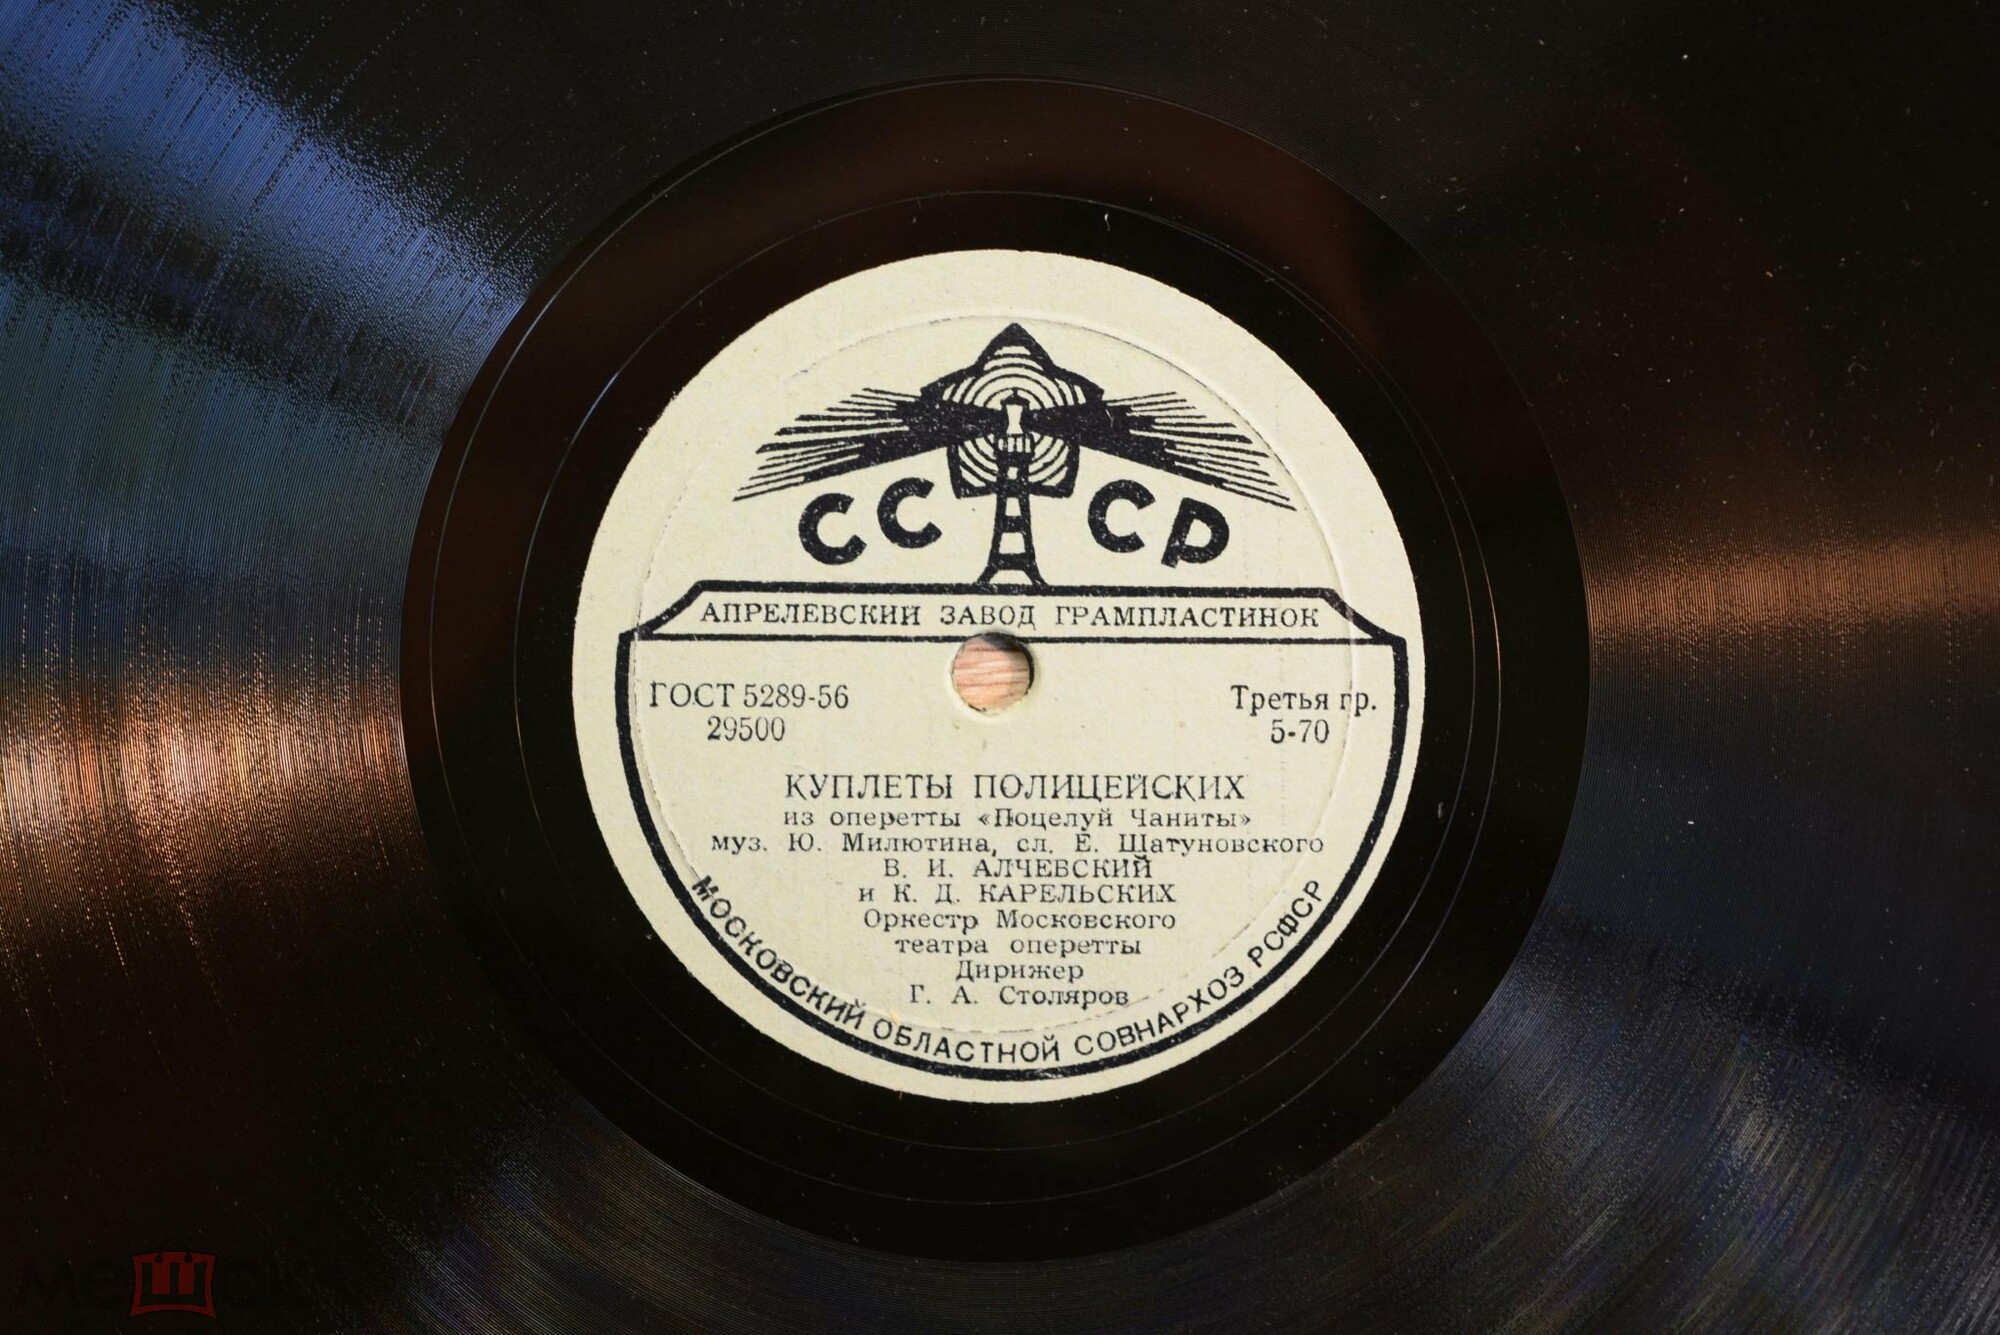 СССР
АПРЕЛЕВСКИЙ ЗАВОД ГРАМПЛАСТИНОК
ГОСТ 5289-56
29500
Третья гр.
5-70
КУПЛЕТЫ ПОЛИЦЕЙСКИХ
из оперетты «Поцелуй Чаниты»
муз. Ю. Милютина, сл. Е. Шатуновского
В. И. АЛЧЕВСКИЙ
и К. Д. КАРЕЛЬСКИХ
Оркестр Московского
театра оперетты
Дирижер
Г. А. Столяров
МОСКОВСКИЙ ОБЛАСТНОЙ СОВНАРХОЗ РСФСР
мешок